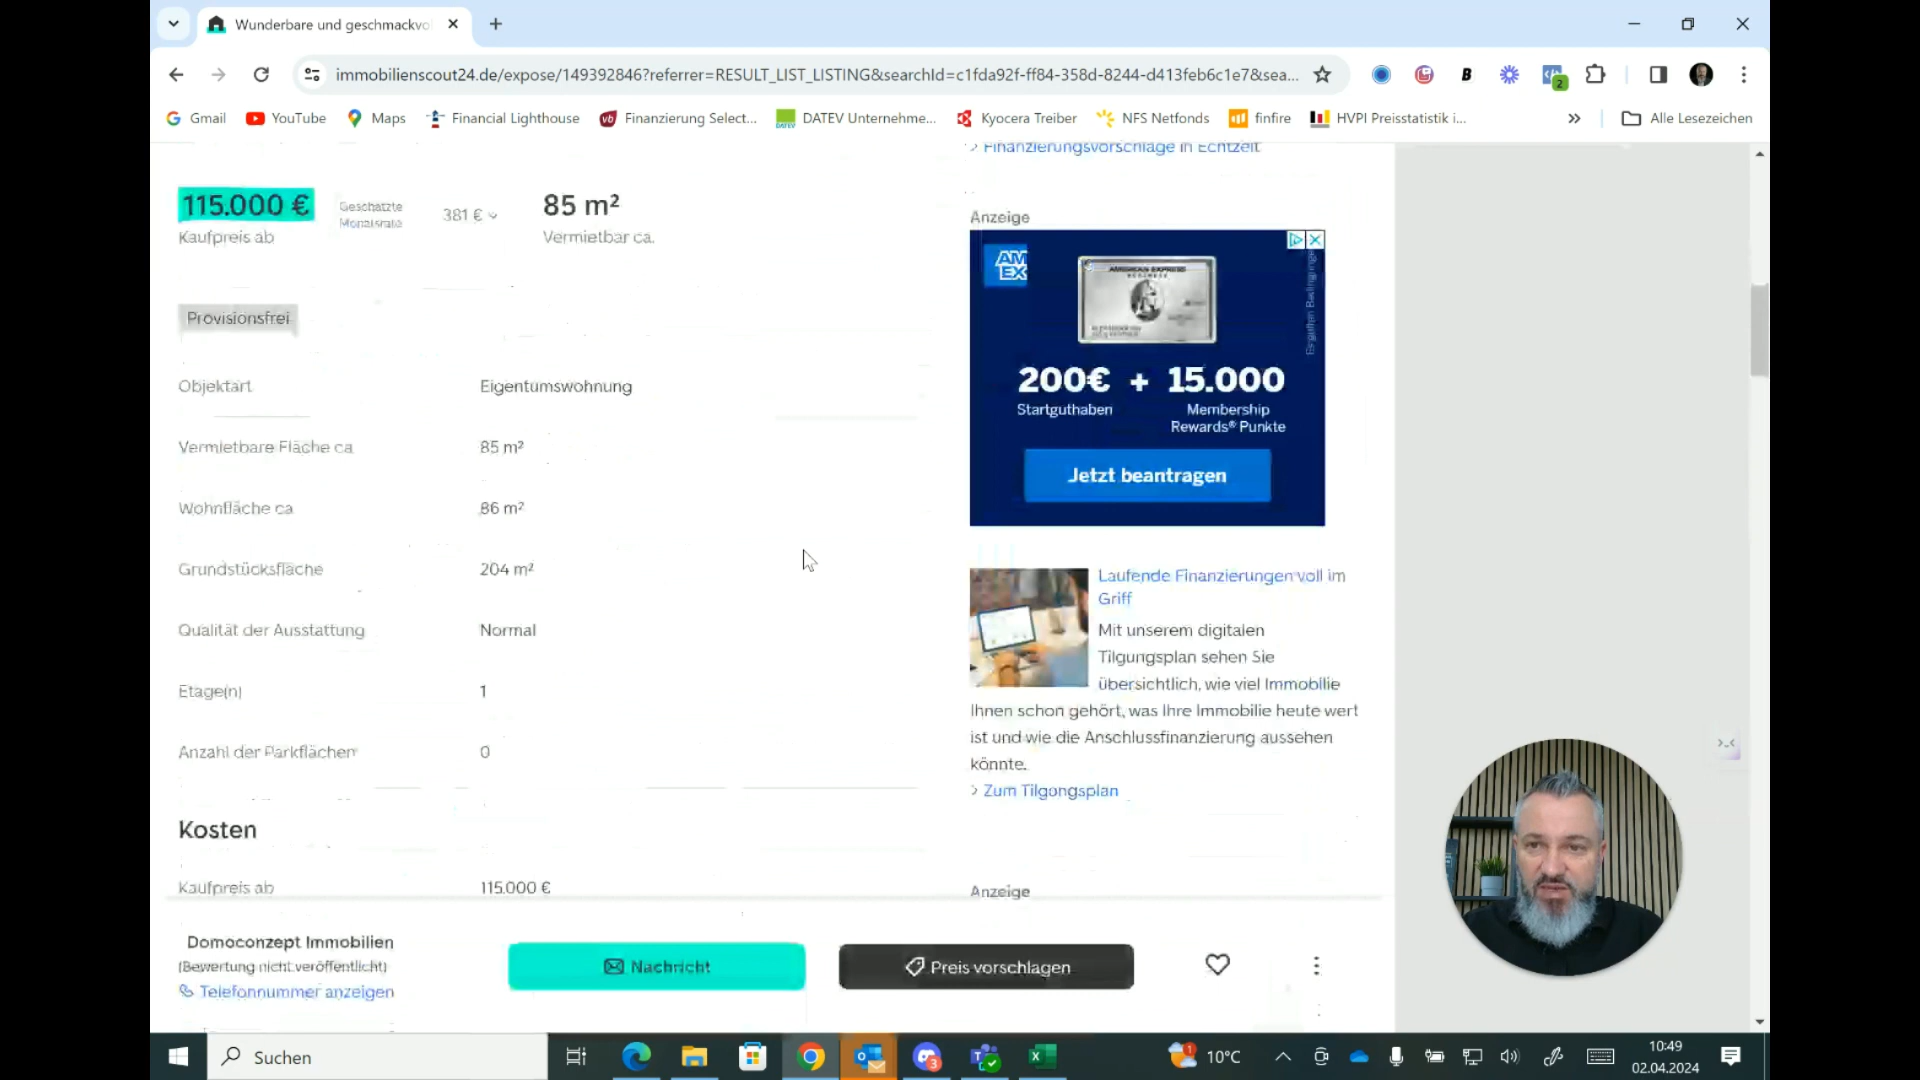 Wunderbare und geschmackvo
immobilienscout24.de/expose/149392846?referrer=RESULT_LIST_LISTING&searchId=c1fda92f-ff84-358d-8244-d413feb6c1e7&sea...
2
Gmail
YouTube
Maps
Financial Lighthouse
Finanzierung Select...
DATEV Unternehme...
Kyocera Treiber
NFS Netfonds
finfire
HVPI Preisstatistik i...
Alle Lesezeichen
Finanzierungsvorschläge in Echtzeit
115.000 €
Kaufpreis ab
Geschätzte
Monatsrate
381 €
85 m²
Vermietbar ca.
Provisionsfrei
Objektart
Eigentumswohnung
Vermietbare Fläche ca
85 m²
Wohnfläche ca
86 m²
Grundstücksfläche
204 m²
Qualität der Ausstattung
Normal
Etage(n)
1
Anzahl der Parkflächen
0
Kosten
Kaufpreis ab
115.000 €
Anzeige
AM
EX
AMERICAN EXPRESS
200€ + 15.000
Startguthaben
Membership
Rewards® Punkte
Jetzt beantragen
Laufende Finanzierungen voll im
Griff
Mit unserem digitalen
Tilgungsplan sehen Sie
übersichtlich, wie viel Immobilie
Ihnen schon gehört, was Ihre Immobilie heute wert
ist und wie die Anschlussfinanzierung aussehen
könnte.
Zum Tilgungsplan
Anzeige
Domoconzept Immobilien
(Bewertung nicht veröffentlicht)
Telefonnummer anzeigen
Nachricht
Preis vorschlagen
Suchen
10°C
10:49
02.04.2024